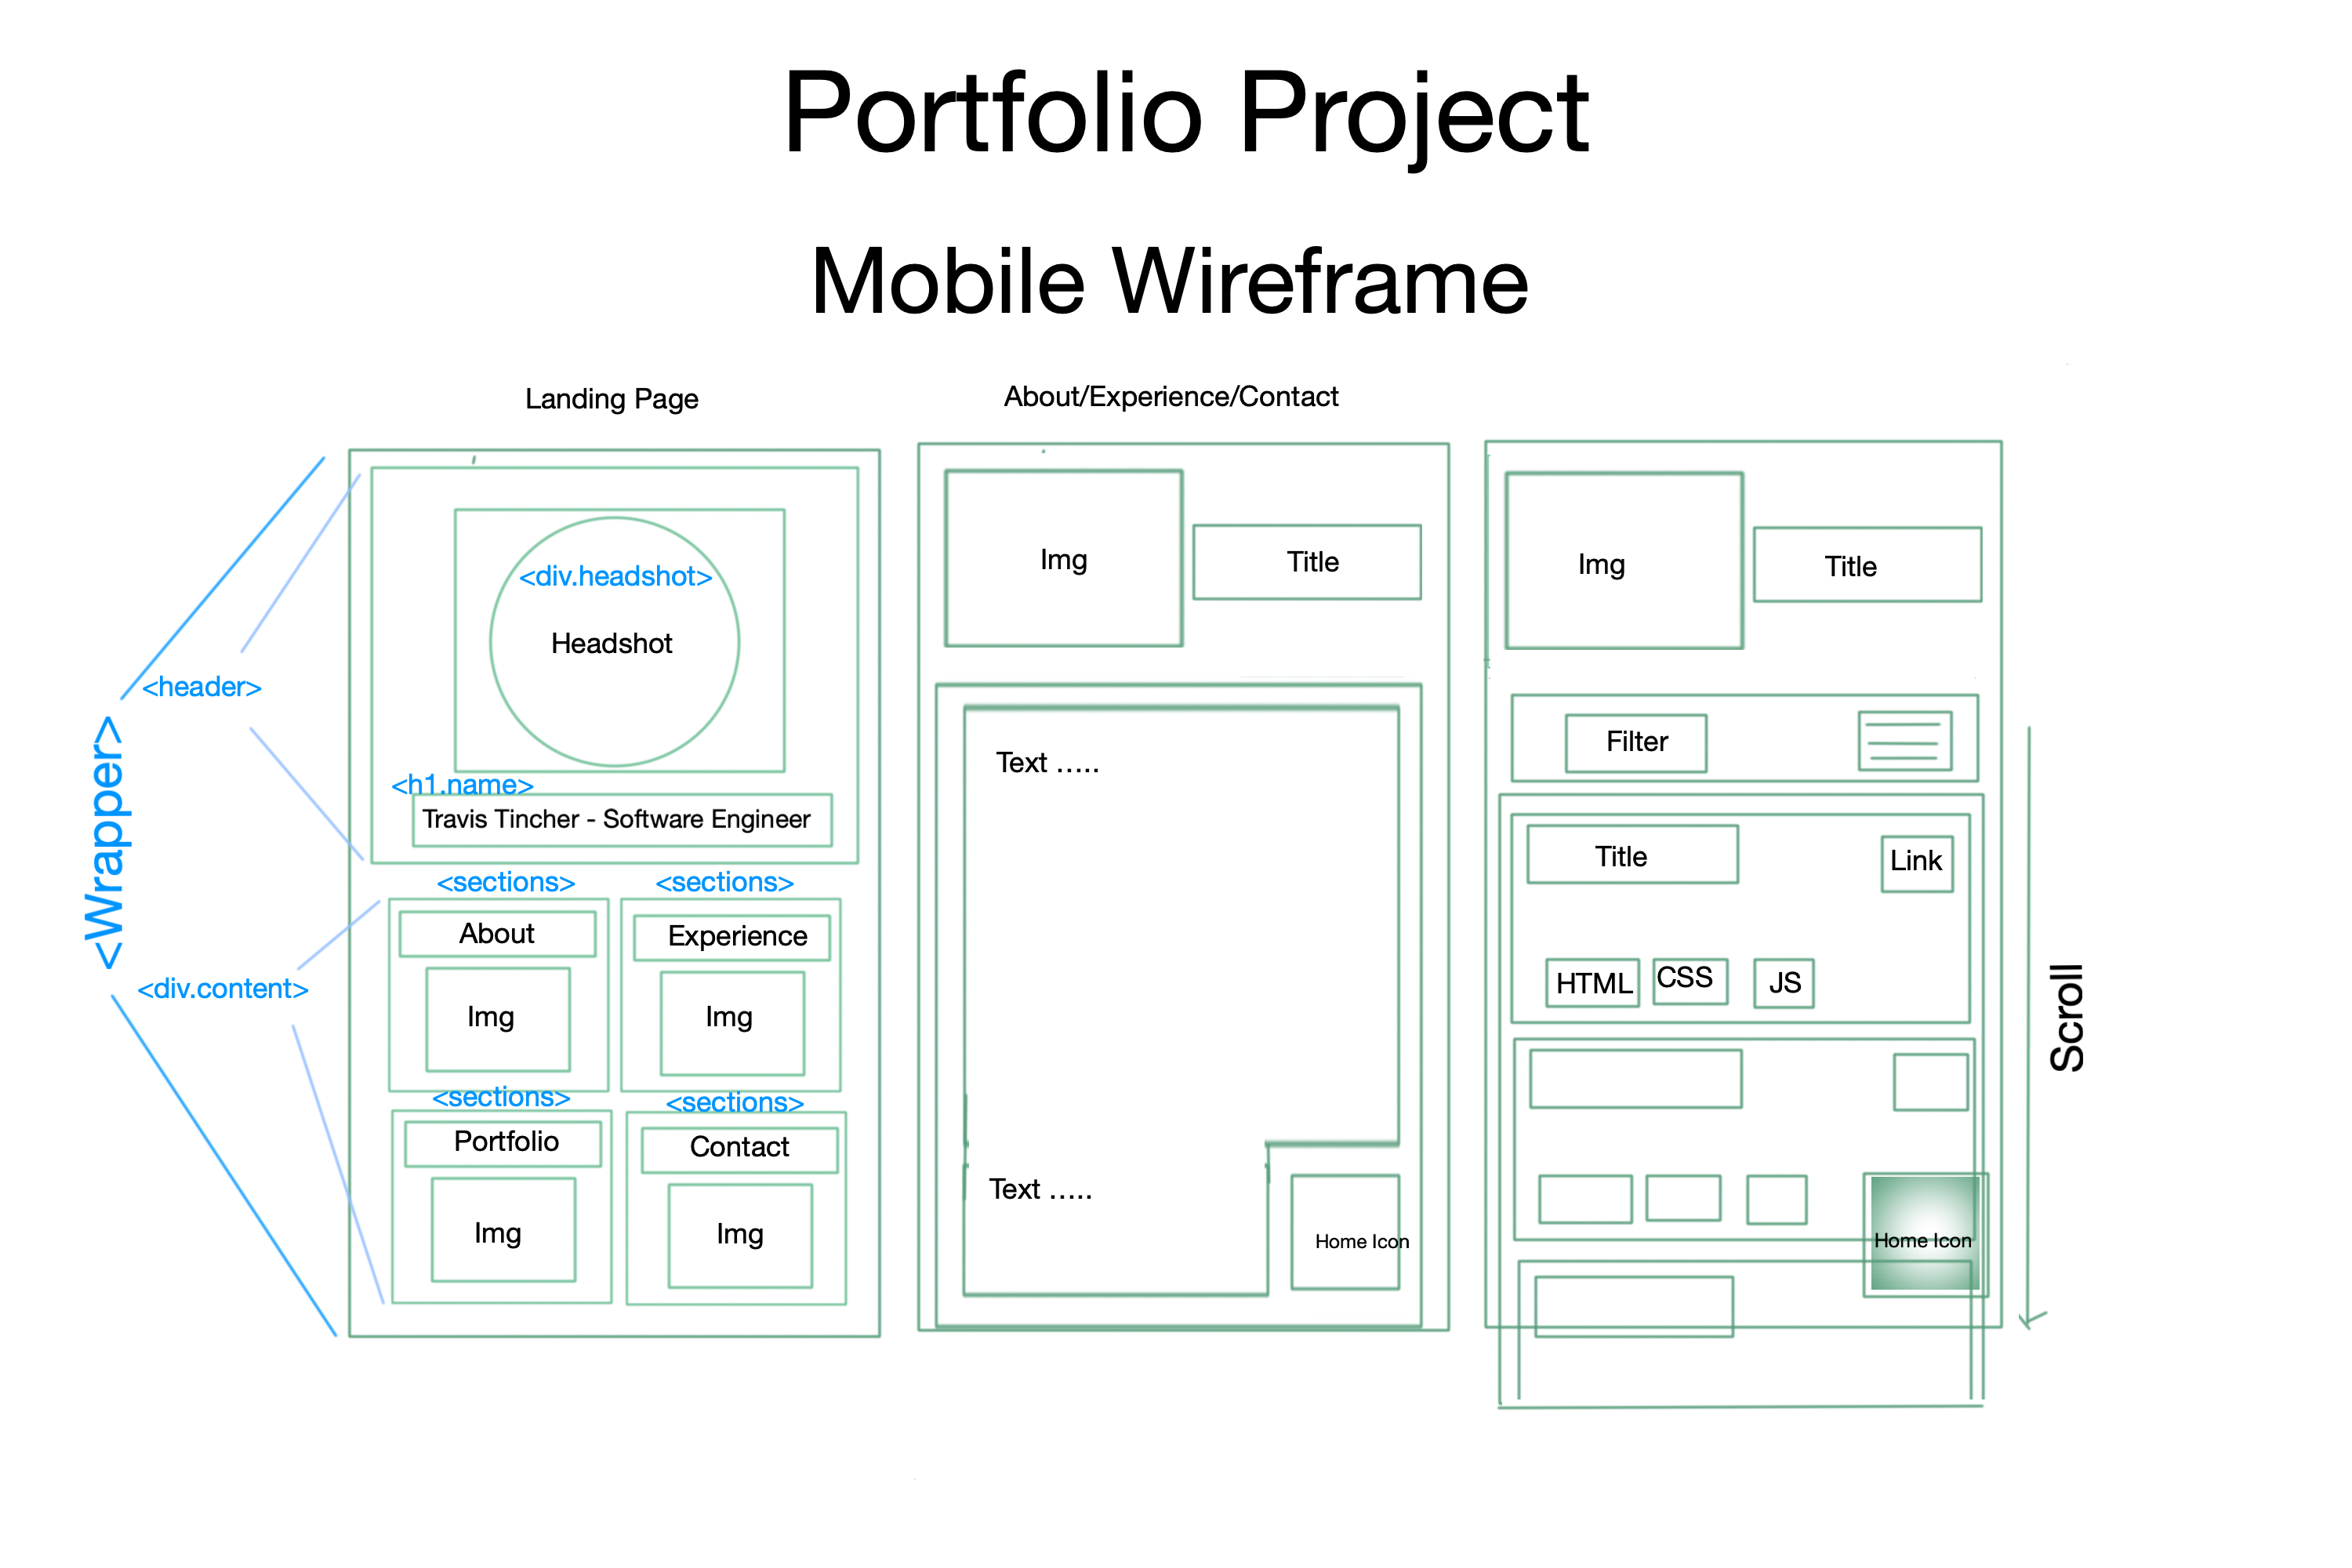 Portfolio Project
Mobile Wireframe
Landing Page
<div.headshot>
Headshot
<header>
<Wrapper>
<h1.name>
Travis Tincher - Software Engineer
<sections>
<sections>
About
Experience
<div.content>
Img
Img
<sections>
<sections>
Portfolio
Contact
Img
Img
About/Experience/Contact
Img
Title
Text .....
Text .....
Home Icon
Img
Title
Filter
Title
Link
HTML
CSS
JS
Home Icon
Scroll